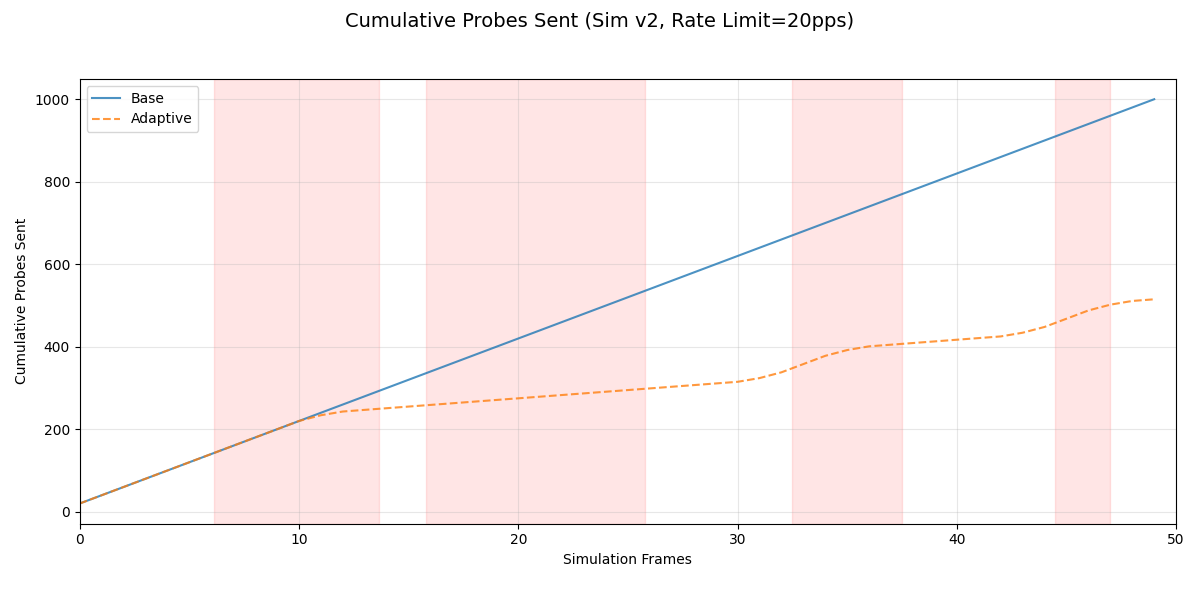 Cumulative Probes Sent (Sim v2, Rate Limit=20pps)
Base
Adaptive
1000
800
600
400
200
0
Cumulative Probes Sent
0 10 20 30 40 50
Simulation Frames